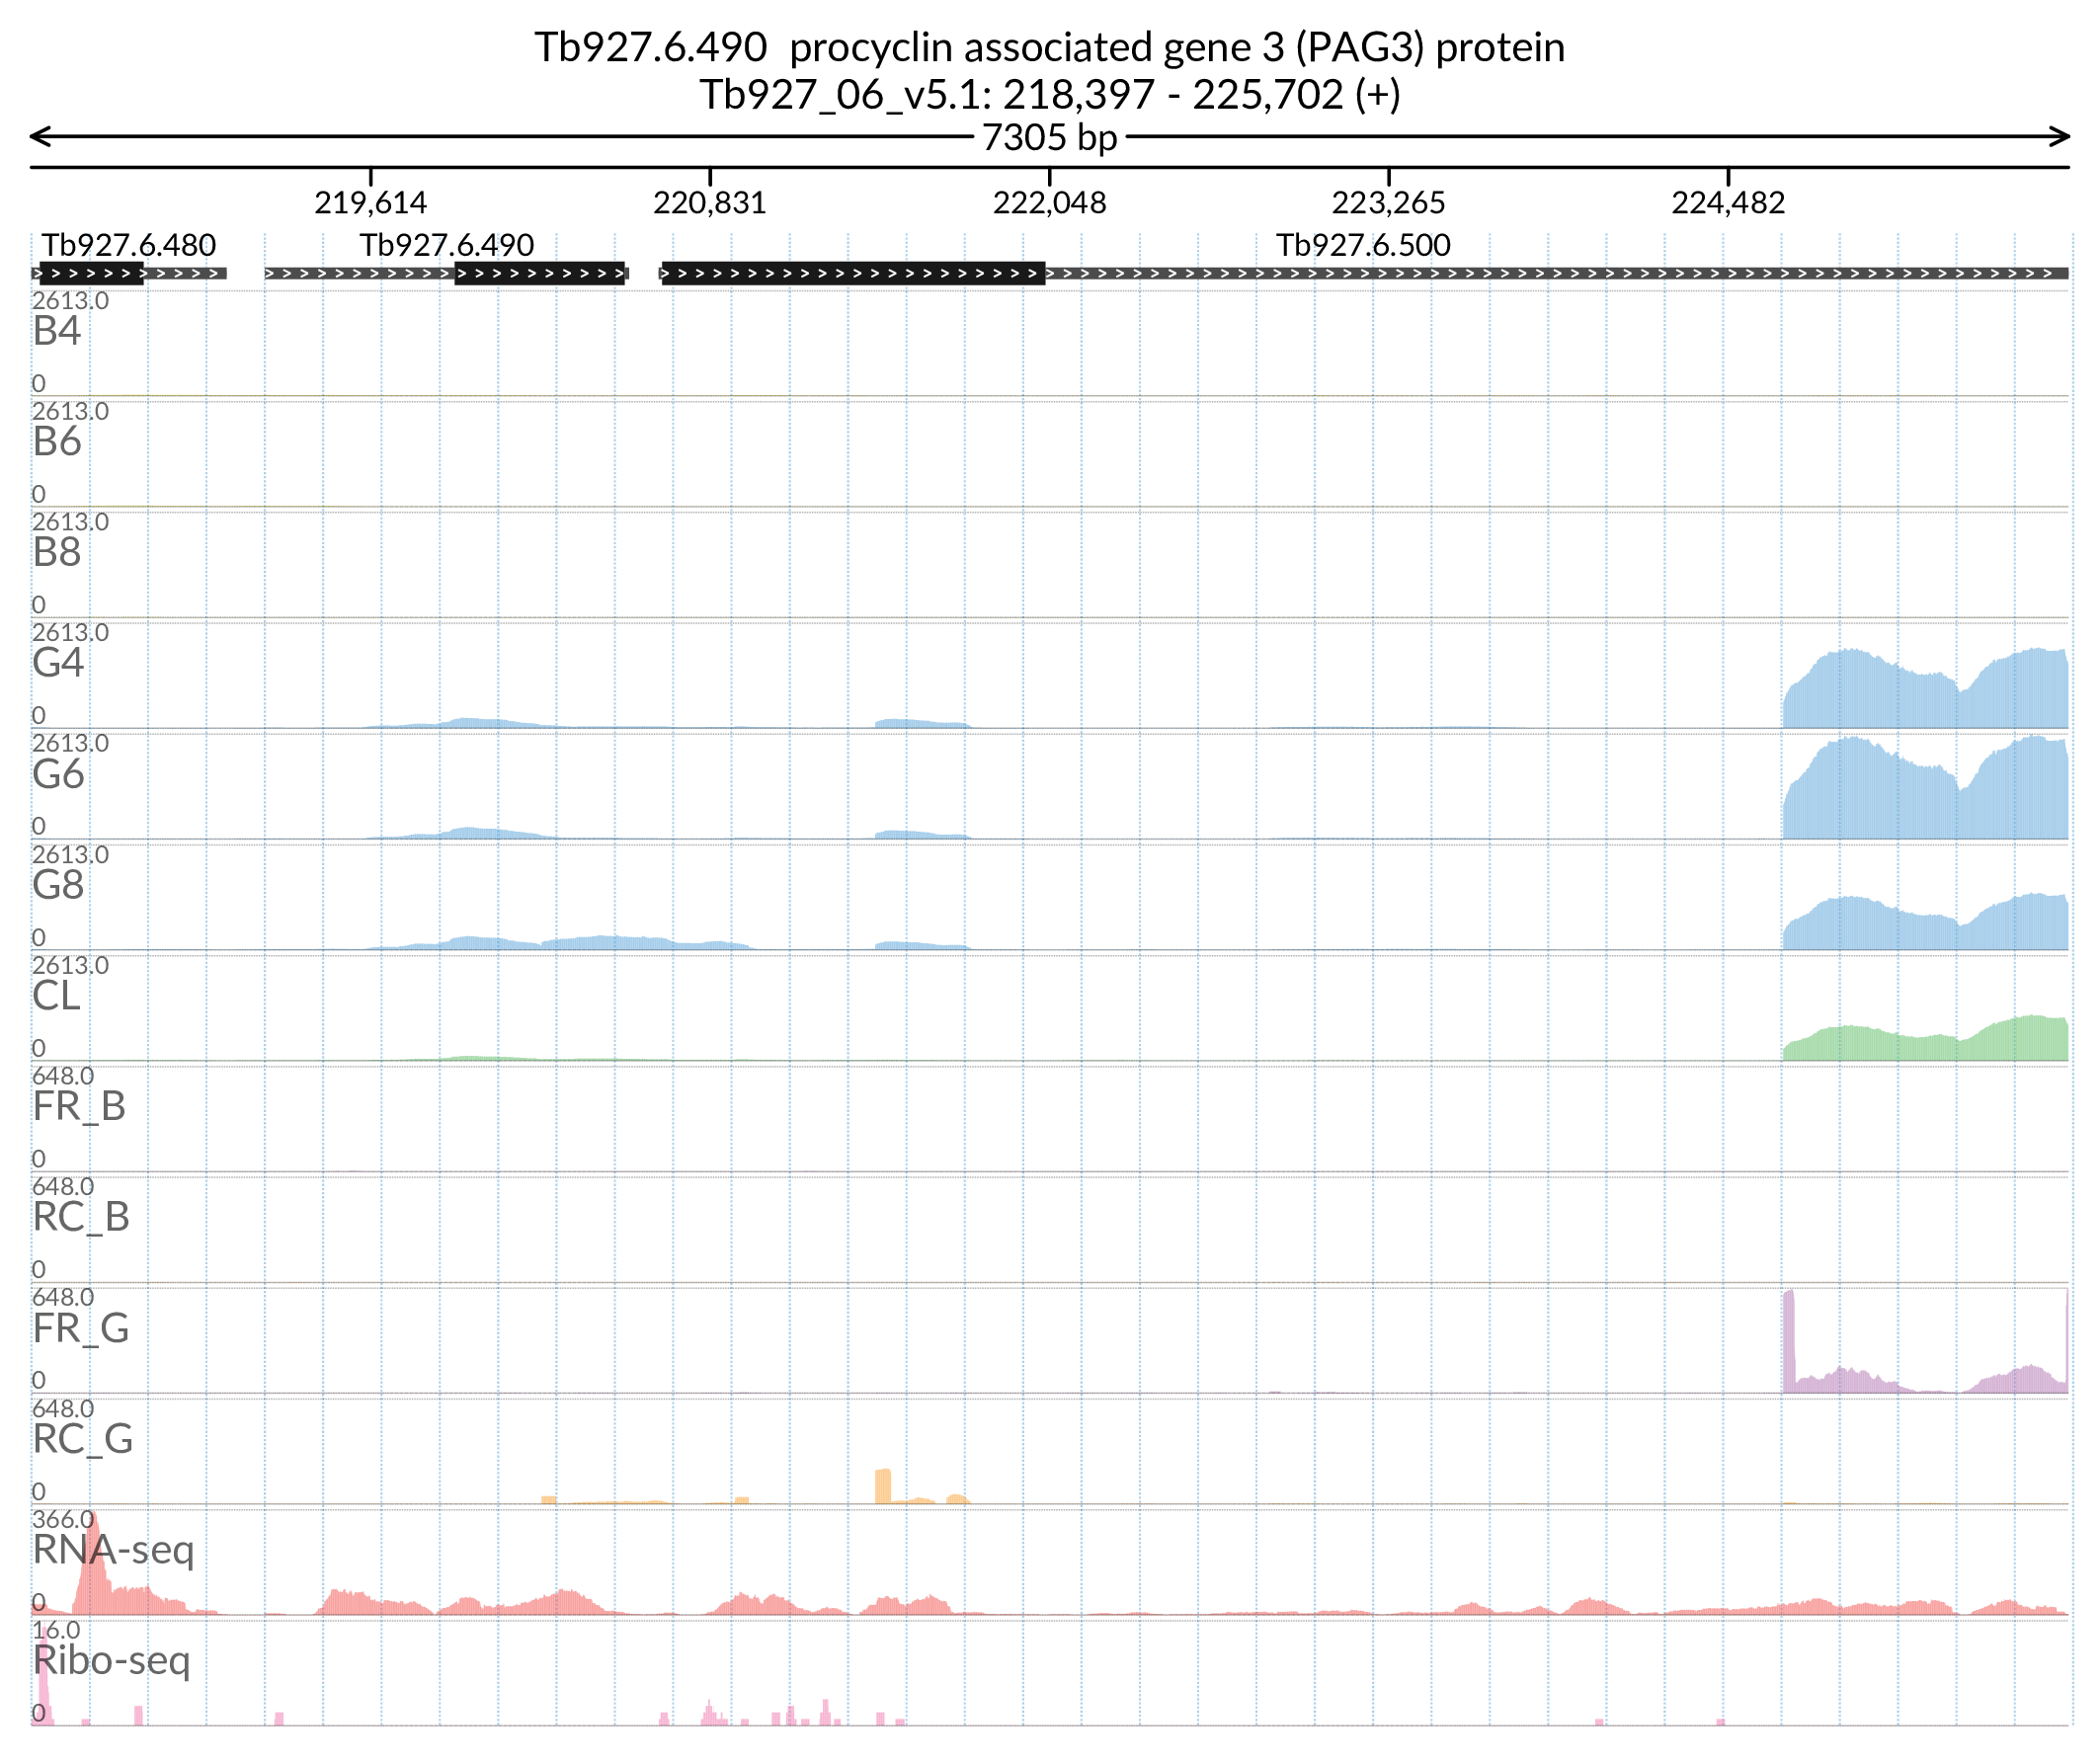 Tb927.6.490  procyclin associated gene 3 (PAG3) protein
Tb927_06_v5.1: 218,397 - 225,702 (+)
7305 bp
219,614 220,831 222,048 223,265 224,482
Tb927.6.480 Tb927.6.490 Tb927.6.500
2613.0
B4
0
2613.0
B6
0
2613.0
B8
0
2613.0
G4
0
2613.0
G6
0
2613.0
G8
0
2613.0
CL
0
648.0
FR_B
0
648.0
RC_B
0
648.0
FR_G
0
648.0
RC_G
0
366.0
RNA-seq
0
16.0
Ribo-seq
0